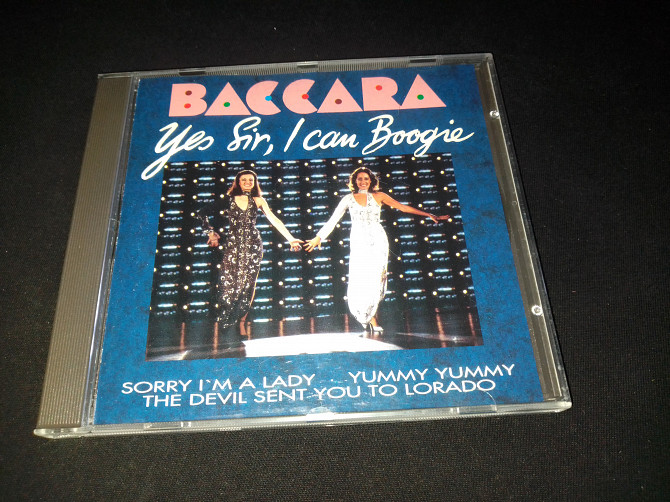 BACCARA
Yes Sir, I can Boogie
SORRY I`M A LADY YUMMY YUMMY
THE DEVIL SENT YOU TO LORADO